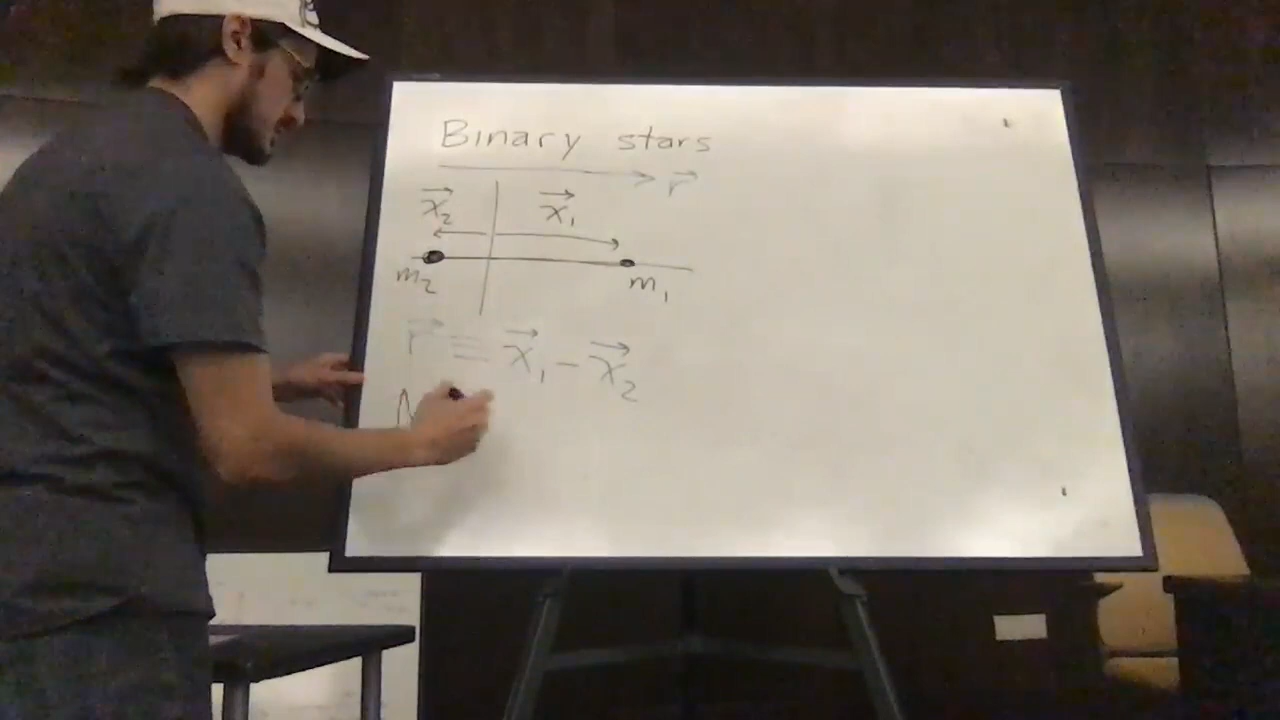 Binary stars
r⃗
x⃗₂ x⃗₁
m₂ m₁
r⃗ ≡ x⃗₁ − x⃗₂